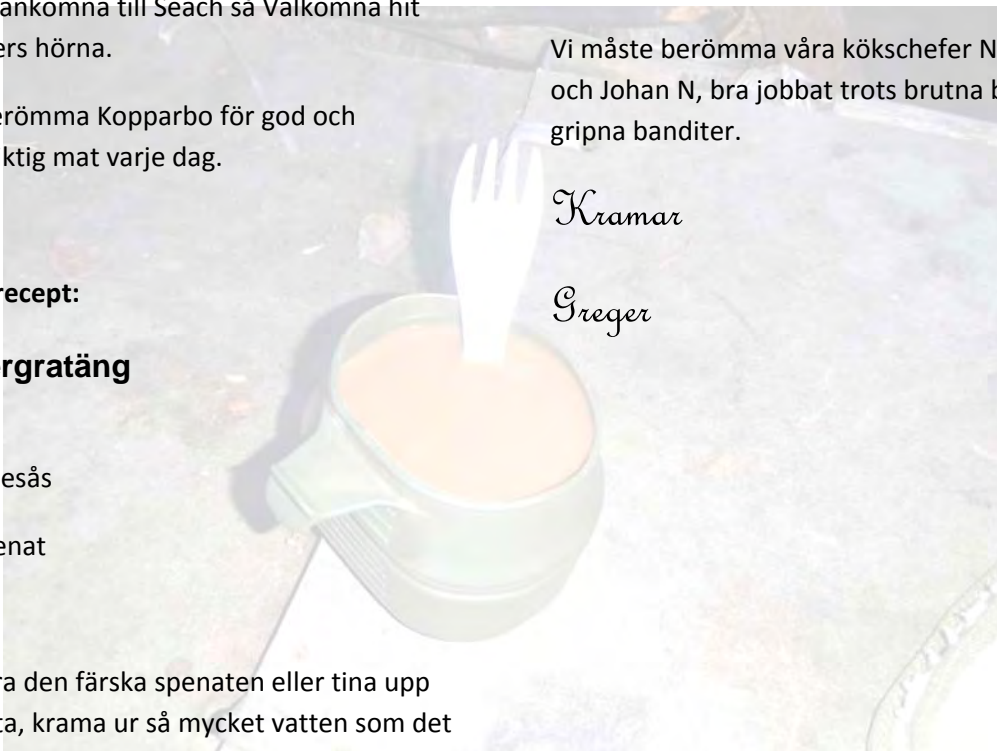 ankomna till Seach så Välkomna hit
ers hörna.
erömma Kopparbo för god och
aktig mat varje dag.
recept:
rgratäng
esås
enat
ra den färska spenaten eller tina upp
ta, krama ur så mycket vatten som det
Vi måste berömma våra kökschefer N
och Johan N, bra jobbat trots brutna b
gripna banditer.
Kramar
Greger